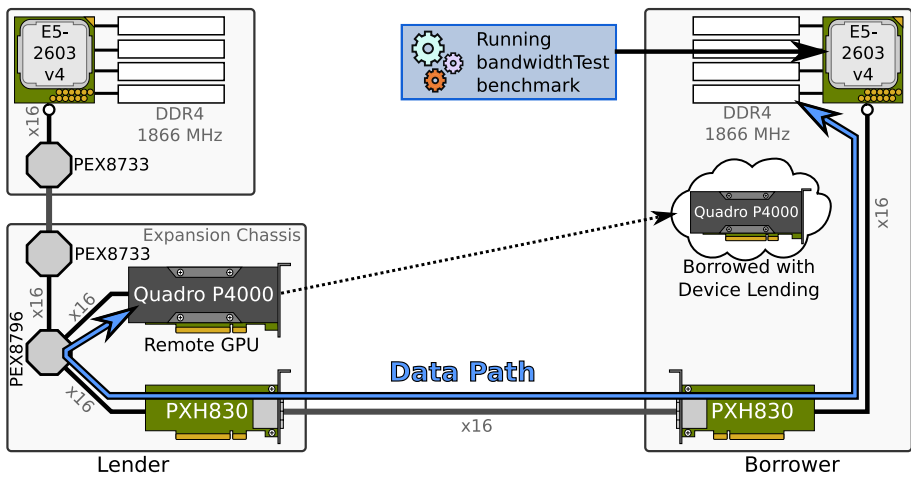 E5-
2603
v4
DDR4
1866 MHz
x16
PEX8733
PEX8733
Expansion Chassis
x16
x16
Quadro P4000
Remote GPU
PEX8796
x16
PXH830
Lender
Running
bandwidthTest
benchmark
Data Path
x16
E5-
2603
v4
DDR4
1866 MHz
Quadro P4000
x16
Borrowed with
Device Lending
PXH830
Borrower